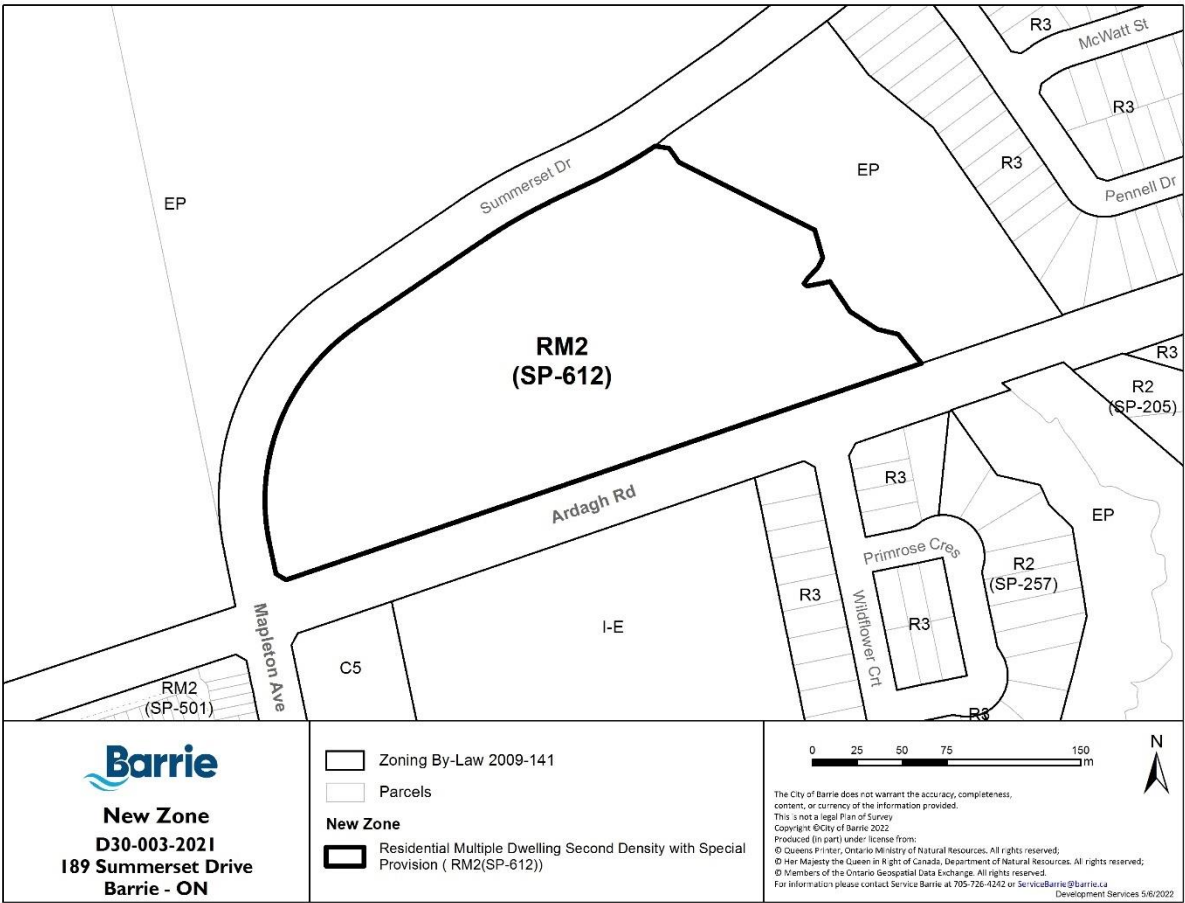 R3
McWatt St
R3
R3
EP
Pennell Dr
Summerset Dr
EP
RM2
(SP-612)
R3
R2
(SP-205)
R3
Ardagh Rd
EP
Primrose Cres
R2
(SP-257)
R3
Wildflower Crt
R3
I-E
Mapleton Ave
C5
RM2
(SP-501)
R3
Barrie
New Zone
D30-003-2021
189 Summerset Drive
Barrie - ON
Zoning By-Law 2009-141
Parcels
New Zone
Residential Multiple Dwelling Second Density with Special
Provision ( RM2(SP-612))
0 25 50 75 150
m
N
The City of Barrie does not warrant the accuracy, completeness,
content, or currency of the information provided.
This is not a legal Plan of Survey
Copyright ©City of Barrie 2022
Produced (in part) under license from:
© Queens Printer, Ontario Ministry of Natural Resources. All rights reserved;
© Her Majesty the Queen in Right of Canada, Department of Natural Resources. All rights reserved;
© Members of the Ontario Geospatial Data Exchange. All rights reserved.
For information please contact Service Barrie at 705-726-4242 or ServiceBarrie@barrie.ca
Development Services 5/6/2022